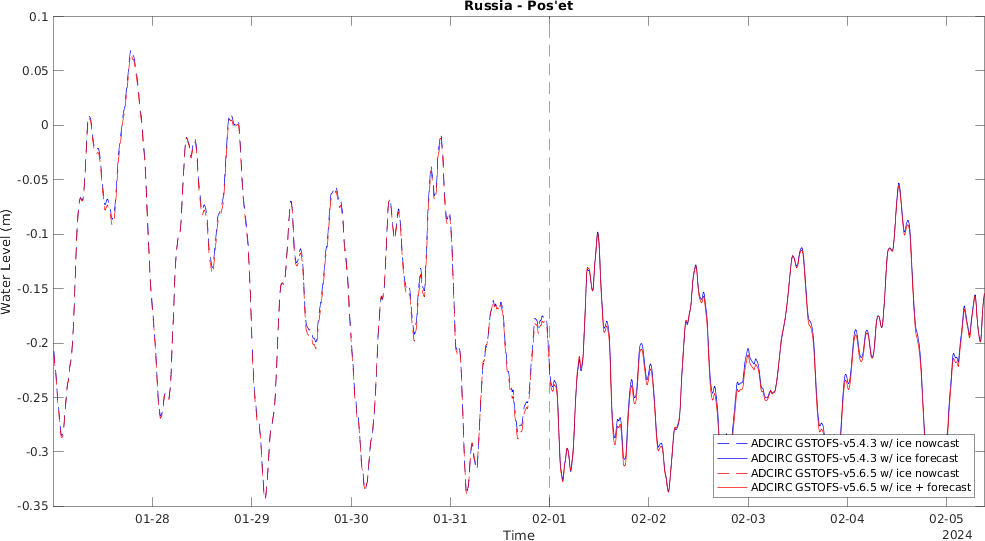 Russia - Pos'et
0.1
0.05
0
-0.05
-0.1
-0.15
-0.2
-0.25
-0.3
-0.35
Water Level (m)
ADCIRC GSTOFS-v5.4.3 w/ ice nowcast
ADCIRC GSTOFS-v5.4.3 w/ ice forecast
ADCIRC GSTOFS-v5.6.5 w/ ice nowcast
ADCIRC GSTOFS-v5.6.5 w/ ice + forecast
01-28 01-29 01-30 01-31 02-01 02-02 02-03 02-04 02-05
Time
2024